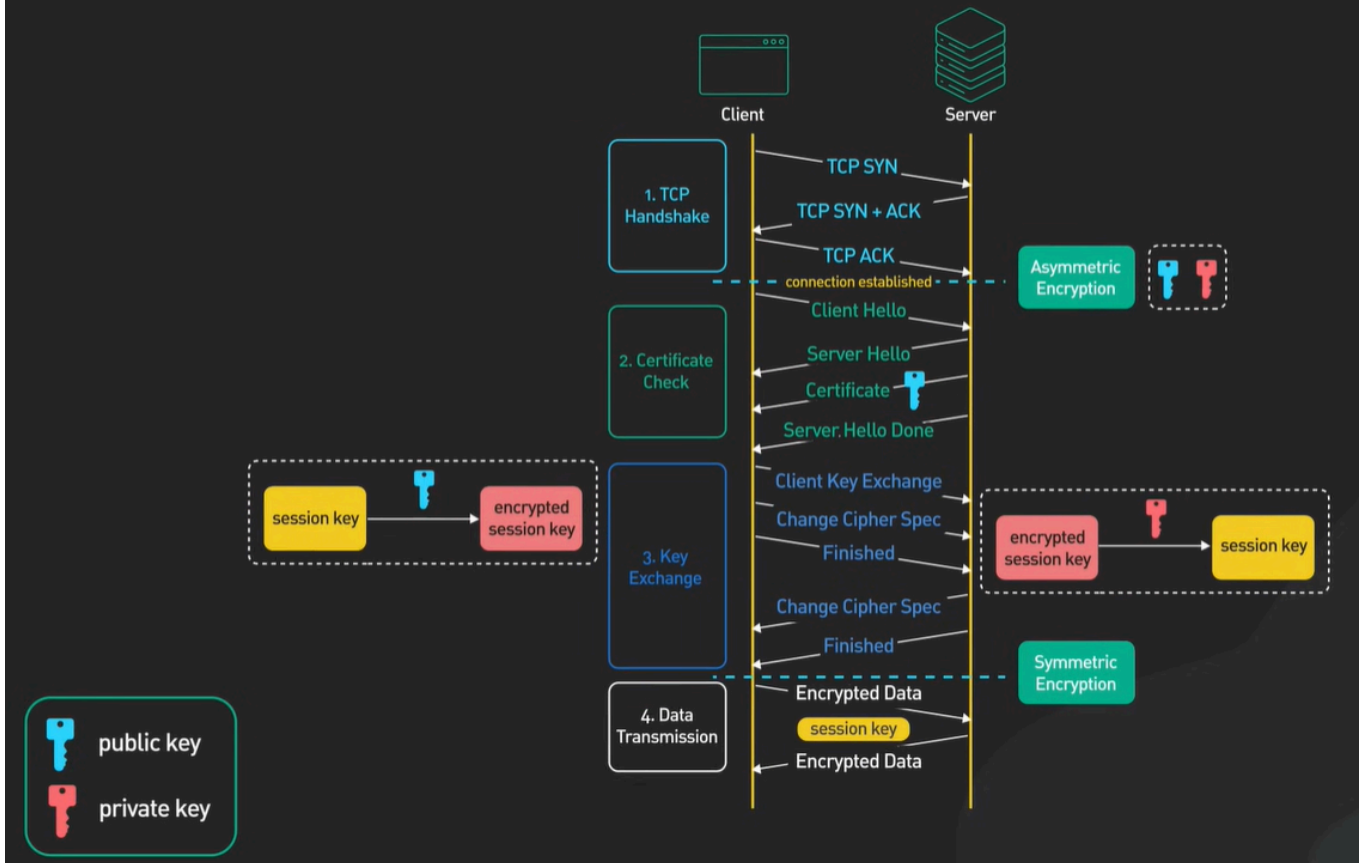 Client
Server
1. TCP
Handshake
TCP SYN
TCP SYN + ACK
TCP ACK
connection established
Asymmetric
Encryption
2. Certificate
Check
Client Hello
Server Hello
Certificate
Server.Hello Done
session key
encrypted
session key
3. Key
Exchange
Client Key Exchange
Change Cipher Spec
Finished
Change Cipher Spec
Finished
encrypted
session key
session key
Symmetric
Encryption
4. Data
Transmission
Encrypted Data
session key
Encrypted Data
public key
private key